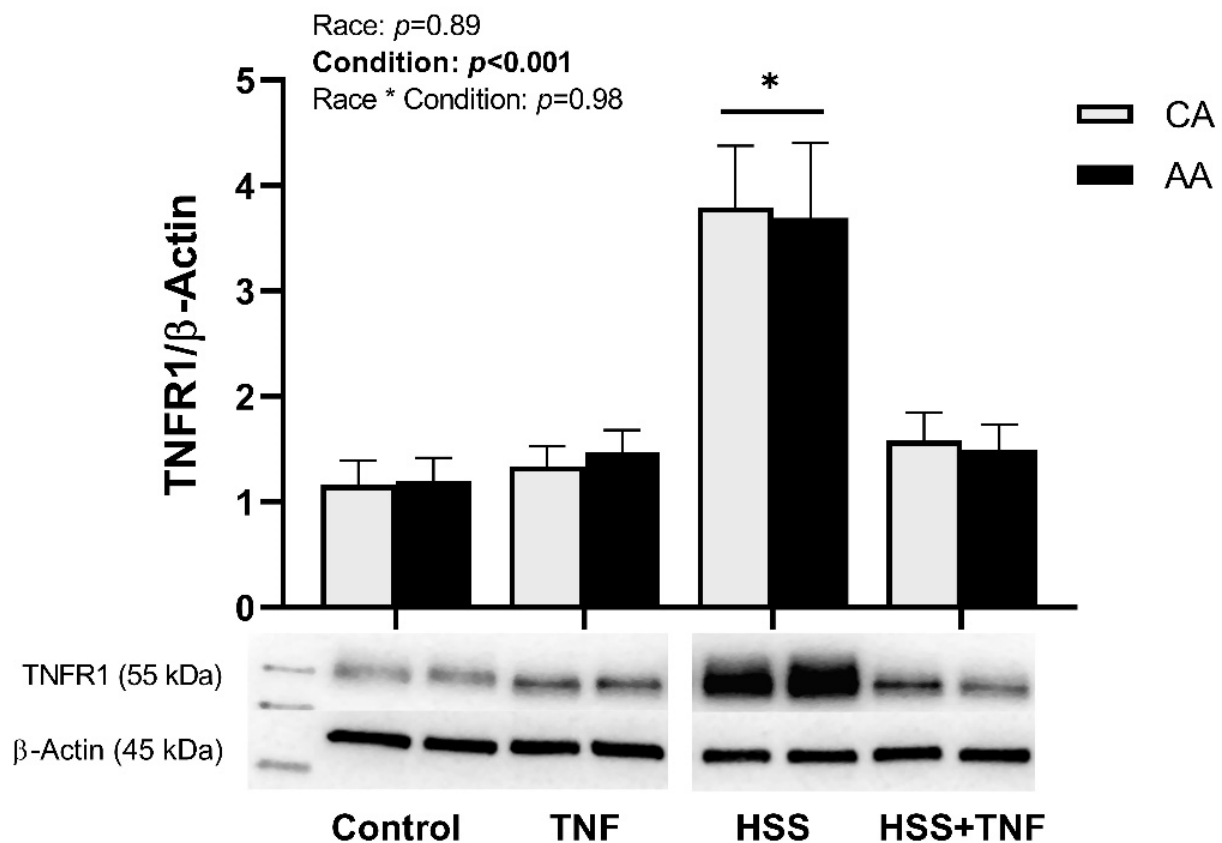 Race: p=0.89
Condition: p<0.001
Race * Condition: p=0.98
*
CA
AA
TNFR1/β-Actin
5
4
3
2
1
0
TNFR1 (55 kDa)
β-Actin (45 kDa)
Control TNF HSS HSS+TNF